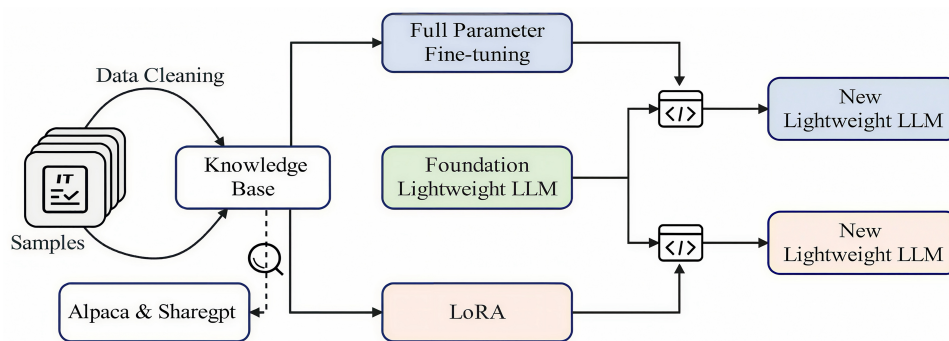 Data Cleaning
IT
Samples
Knowledge
Base
Alpaca & Sharegpt
Full Parameter
Fine-tuning
Foundation
Lightweight LLM
LoRA
</>
</>
New
Lightweight LLM
New
Lightweight LLM